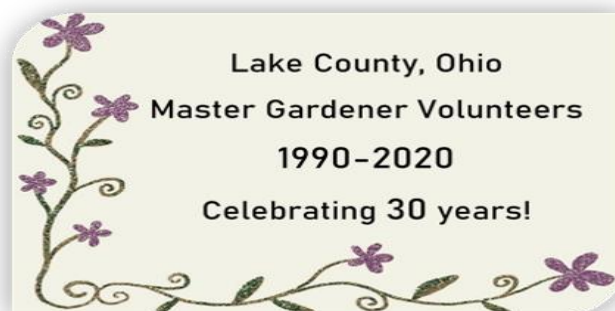 Lake County, Ohio
Master Gardener Volunteers
1990-2020
Celebrating 30 years!